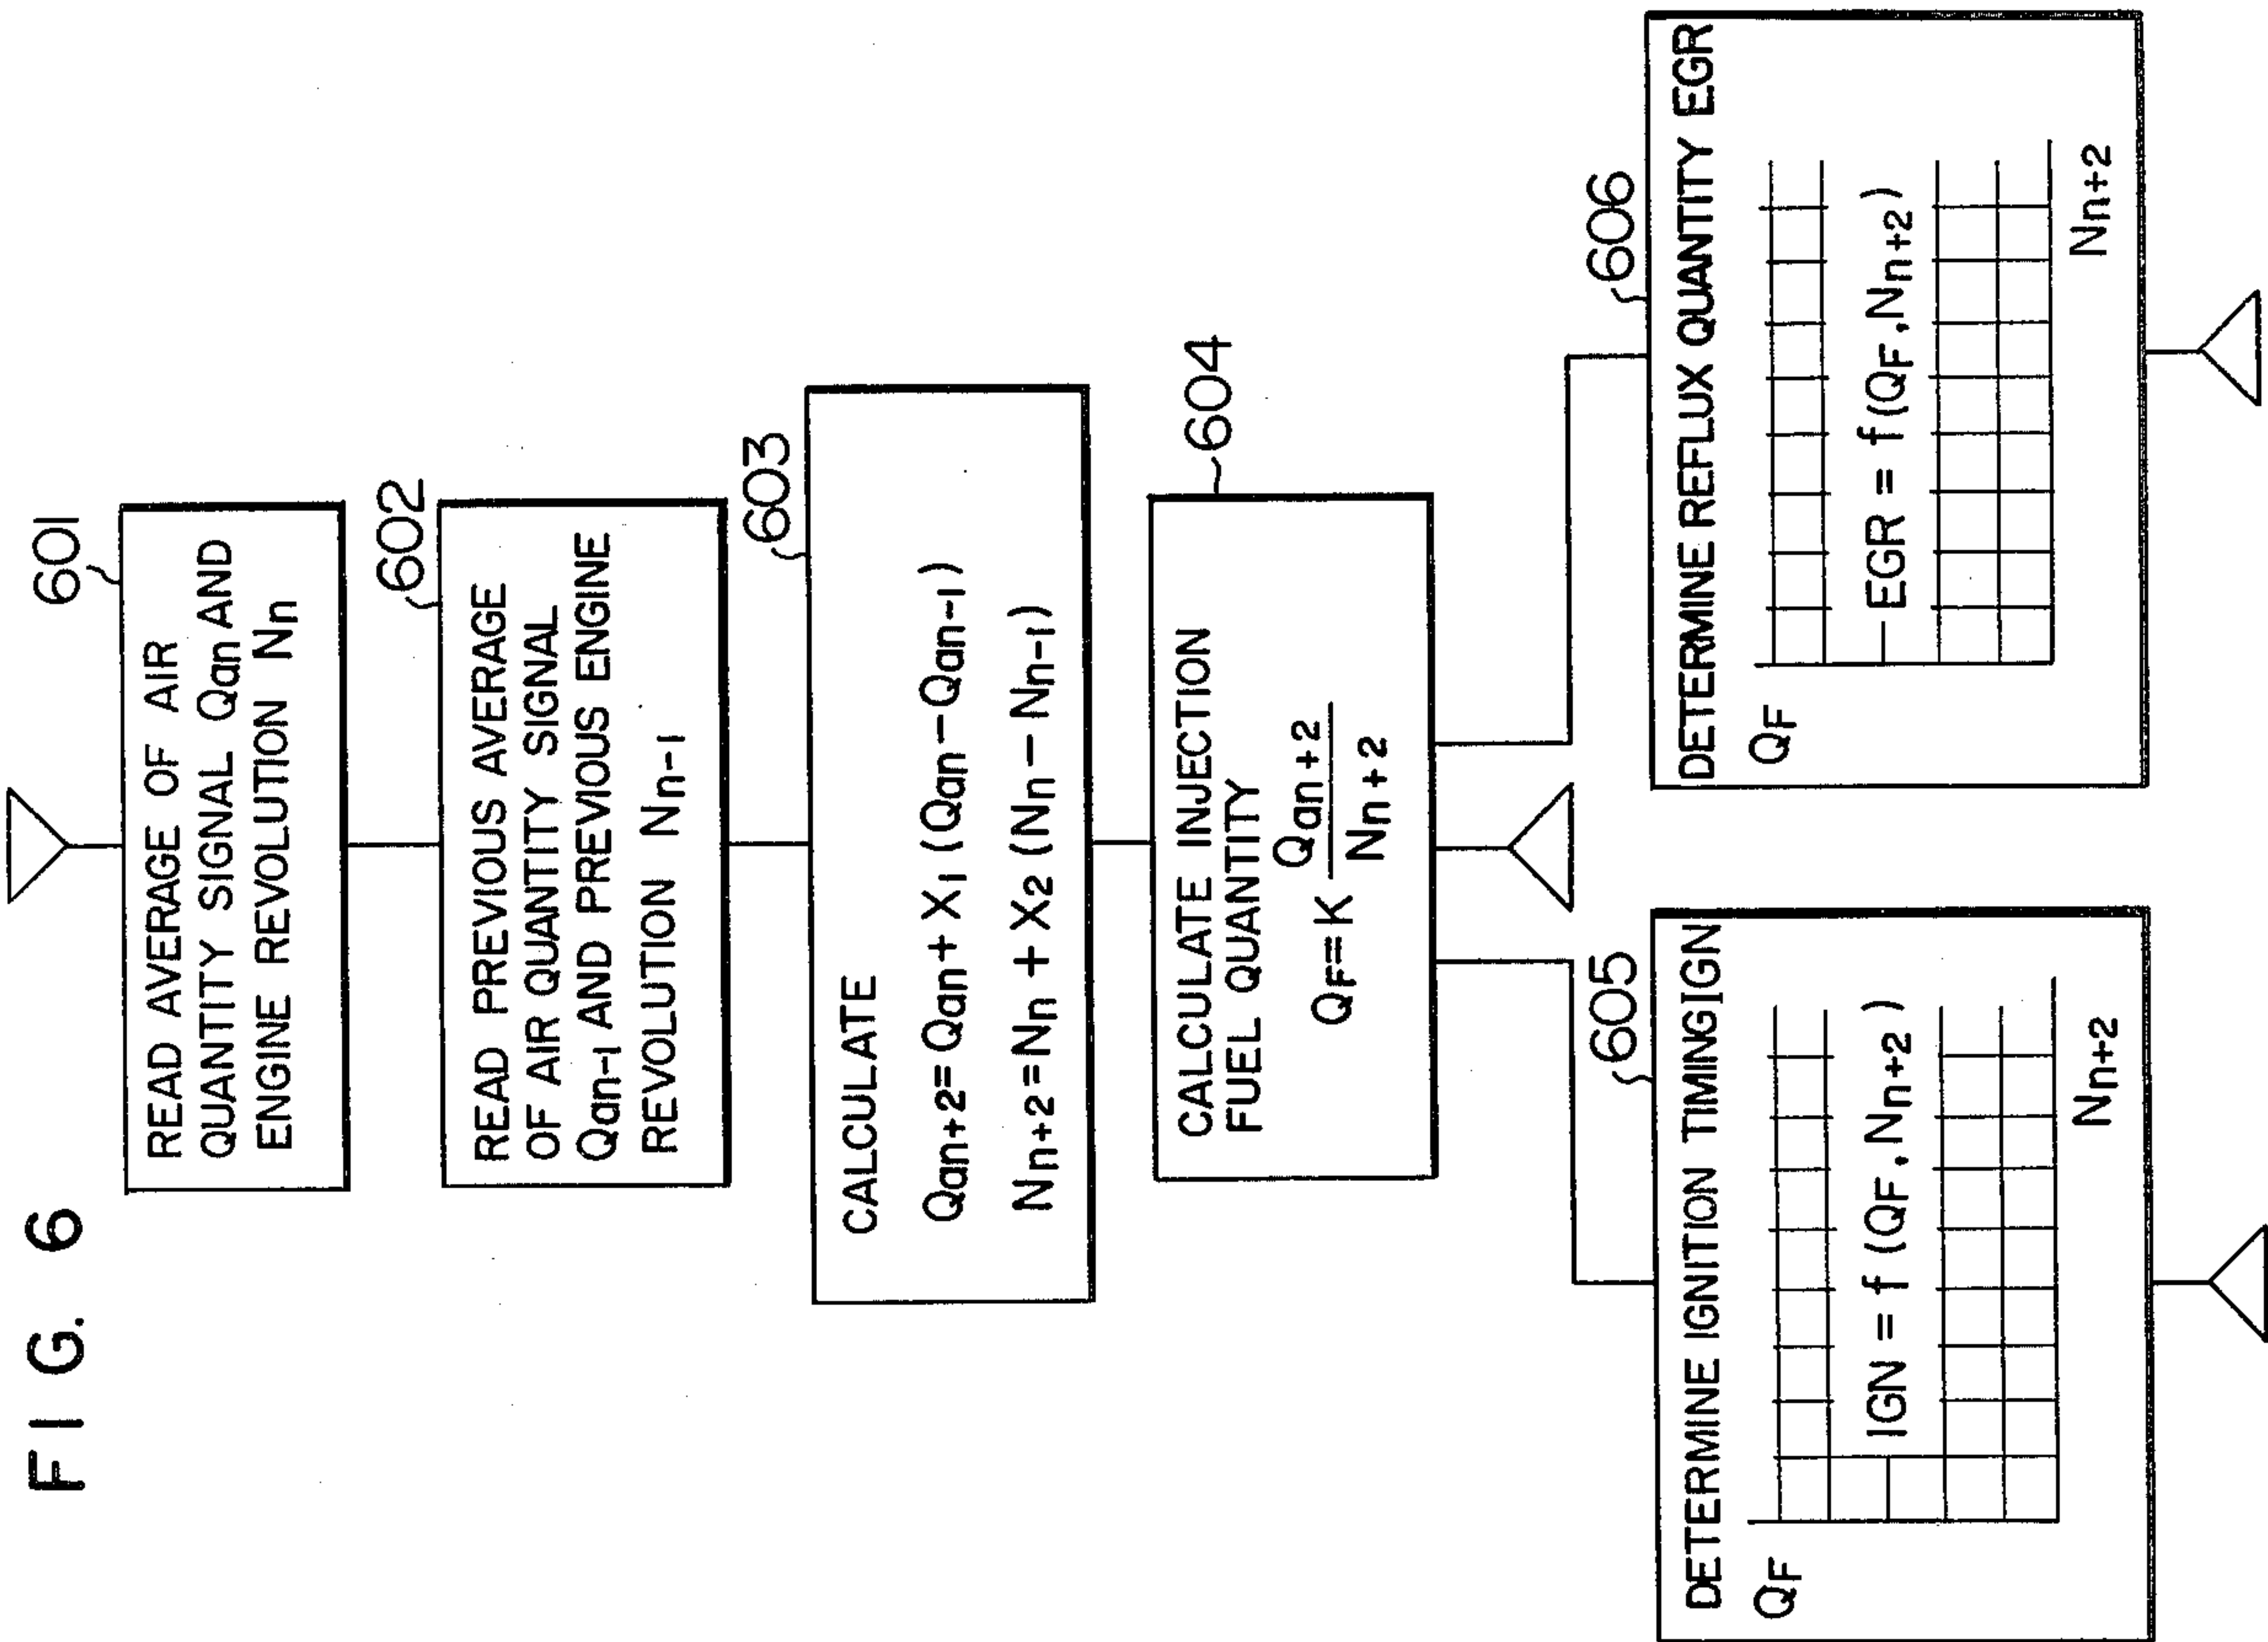 FIG. 6
601
READ AVERAGE OF AIR
QUANTITY SIGNAL Qan AND
ENGINE REVOLUTION Nn
602
READ PREVIOUS AVERAGE
OF AIR QUANTITY SIGNAL
Qan-1 AND PREVIOUS ENGINE
REVOLUTION Nn-1
603
CALCULATE
Qan+2=Qan+X1(Qan-Qan-1)
Nn+2=Nn+X2(Nn-Nn-1)
604
CALCULATE INJECTION
FUEL QUANTITY
QF=K Qan+2/Nn+2
605
DETERMINE IGNITION TIMINGIGN
QF
IGN=f(QF,Nn+2)
Nn+2
606
DETERMINE REFLUX QUANTITY EGR
QF
EGR=f(QF,Nn+2)
Nn+2